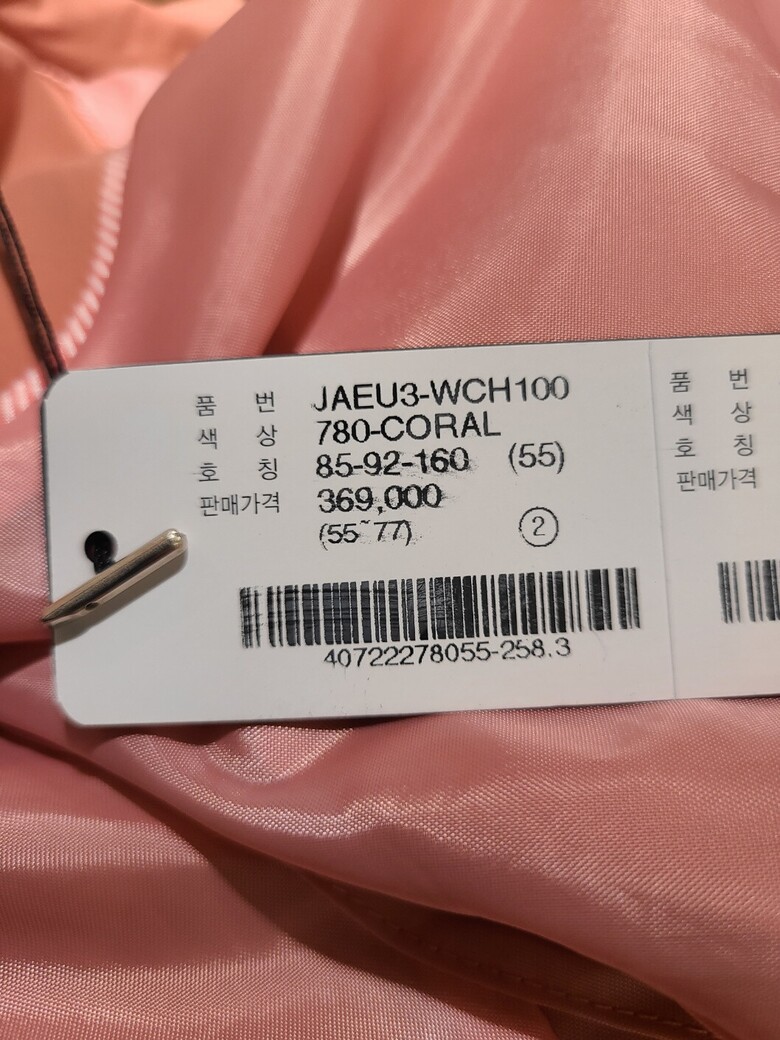 품 번 JAEU3-WCH100
색 상 780-CORAL
호 칭 85-92-160 (55)
판매가격 369,000
(55~77) ②
40722278055-258.3
품 번
색 상
호 칭
판매가격